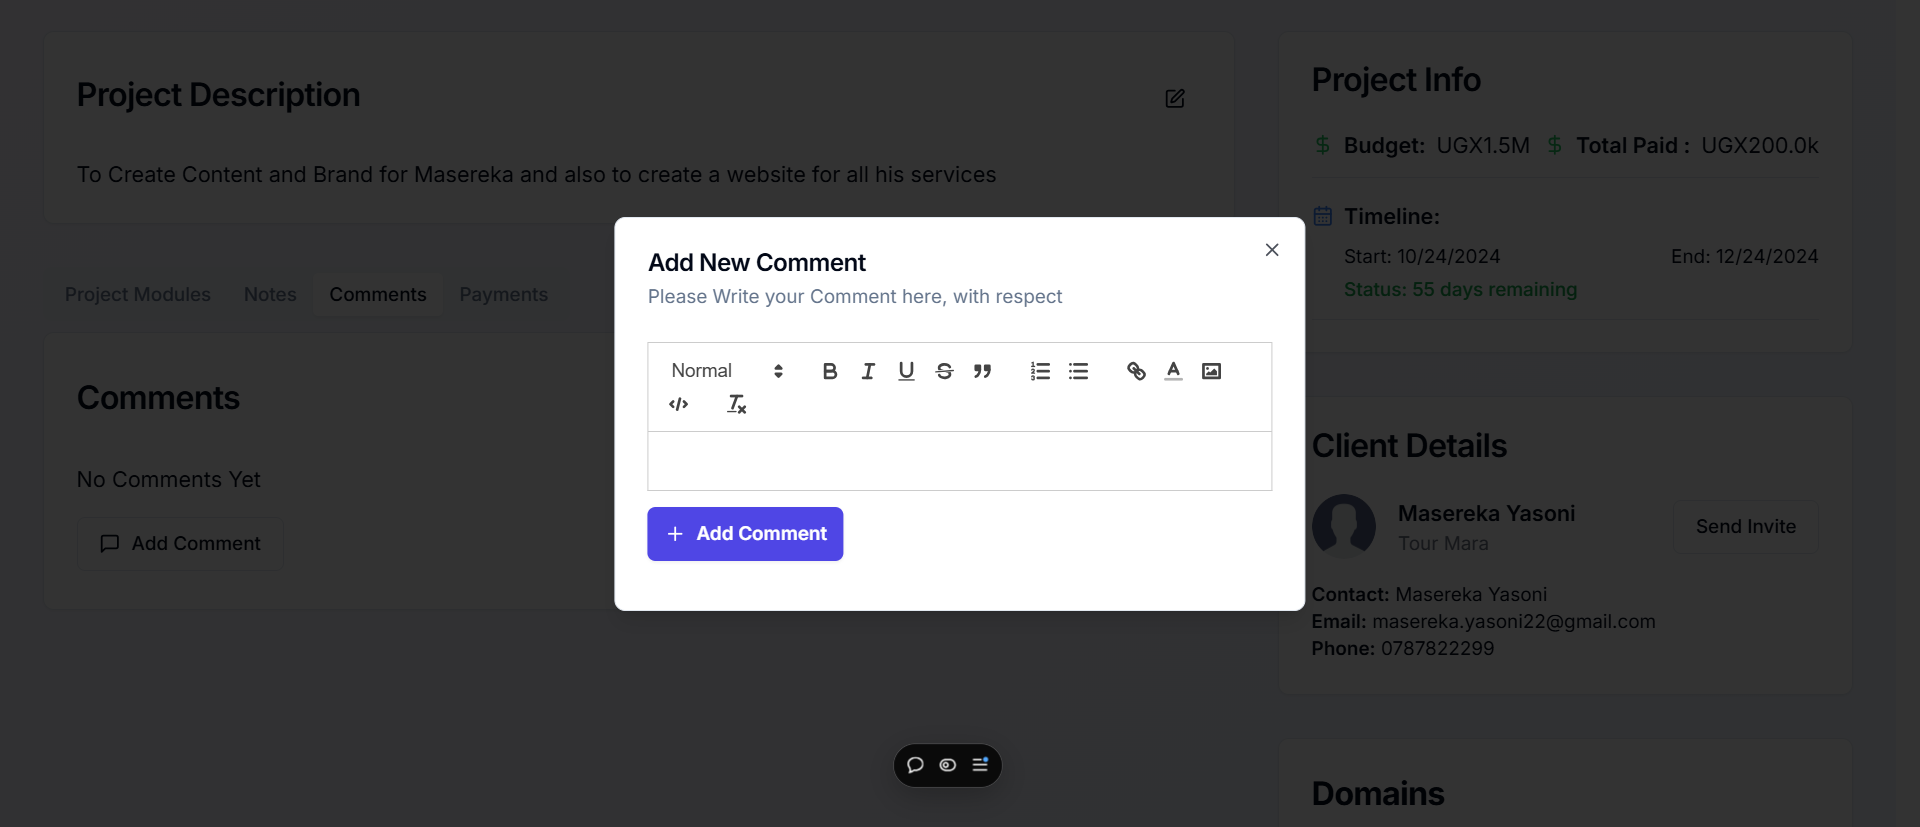 Project Description
To Create Content and Brand for Masereka and also to create a website for all his services
Project Modules Notes Comments Payments
Comments
No Comments Yet
Add Comment
Add New Comment
Please Write your Comment here, with respect
Normal
Add Comment
Project Info
Budget: UGX1.5M Total Paid : UGX200.0k
Timeline:
Start: 10/24/2024 End: 12/24/2024
Status: 55 days remaining
Client Details
Masereka Yasoni
Tour Mara
Send Invite
Contact: Masereka Yasoni
Email: masereka.yasoni22@gmail.com
Phone: 0787822299
Domains